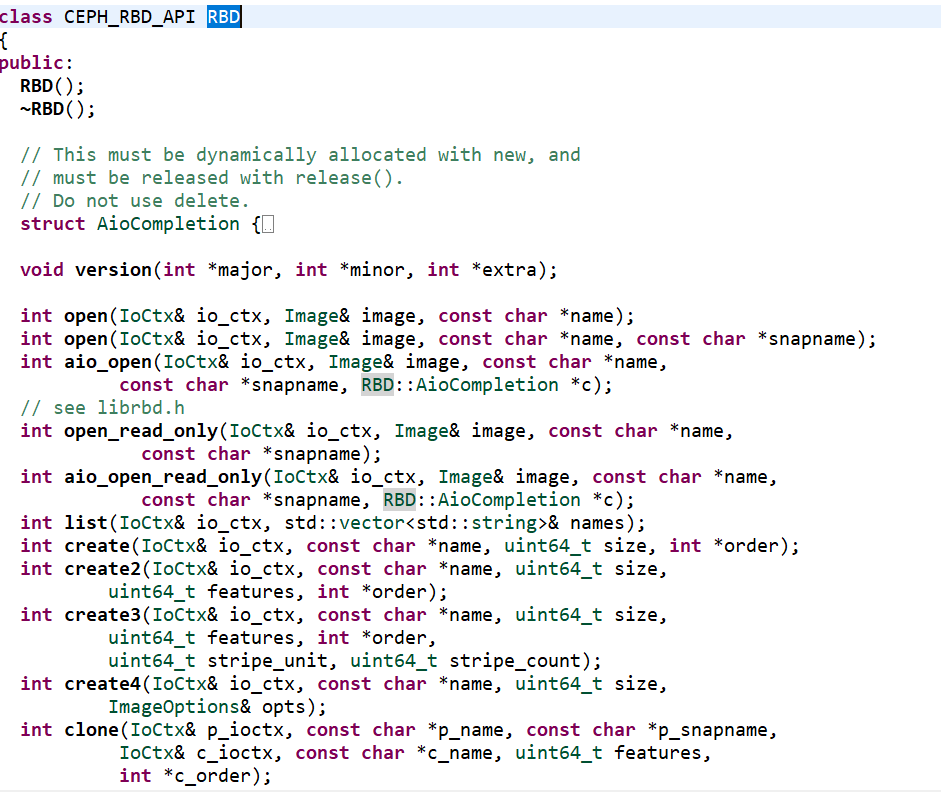 class CEPH_RBD_API RBD
{
public:
  RBD();
  ~RBD();

  // This must be dynamically allocated with new, and
  // must be released with release().
  // Do not use delete.
  struct AioCompletion {..

  void version(int *major, int *minor, int *extra);

  int open(IoCtx& io_ctx, Image& image, const char *name);
  int open(IoCtx& io_ctx, Image& image, const char *name, const char *snapname);
  int aio_open(IoCtx& io_ctx, Image& image, const char *name,
           const char *snapname, RBD::AioCompletion *c);
  // see librbd.h
  int open_read_only(IoCtx& io_ctx, Image& image, const char *name,
             const char *snapname);
  int aio_open_read_only(IoCtx& io_ctx, Image& image, const char *name,
             const char *snapname, RBD::AioCompletion *c);
  int list(IoCtx& io_ctx, std::vector<std::string>& names);
  int create(IoCtx& io_ctx, const char *name, uint64_t size, int *order);
  int create2(IoCtx& io_ctx, const char *name, uint64_t size,
          uint64_t features, int *order);
  int create3(IoCtx& io_ctx, const char *name, uint64_t size,
          uint64_t features, int *order,
          uint64_t stripe_unit, uint64_t stripe_count);
  int create4(IoCtx& io_ctx, const char *name, uint64_t size,
          ImageOptions& opts);
  int clone(IoCtx& p_ioctx, const char *p_name, const char *p_snapname,
           IoCtx& c_ioctx, const char *c_name, uint64_t features,
           int *c_order);